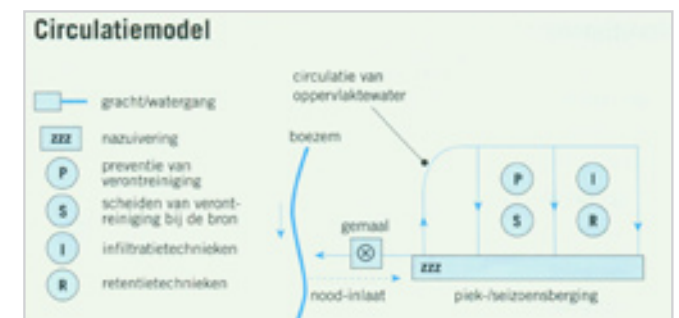 Circulatiemodel
gracht/watergang
zzz nazuivering
P preventie van
verontreiniging
S scheiden van veront-
reiniging bij de bron
I infiltratietechnieken
R retentietechnieken
circulatie van
oppervlaktewater
boezem
P
I
S
R
gemaal
zzz
nood-inlaat
piek-/seizoensberging